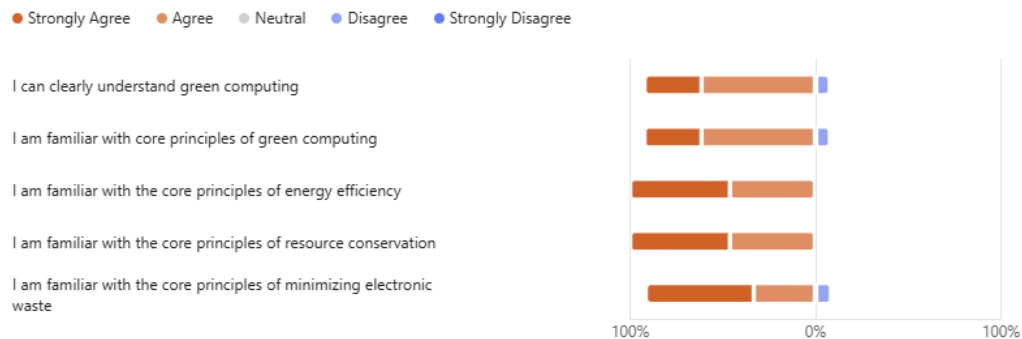 Strongly Agree Agree Neutral Disagree Strongly Disagree
I can clearly understand green computing
I am familiar with core principles of green computing
I am familiar with the core principles of energy efficiency
I am familiar with the core principles of resource conservation
I am familiar with the core principles of minimizing electronic
waste
100% 0% 100%